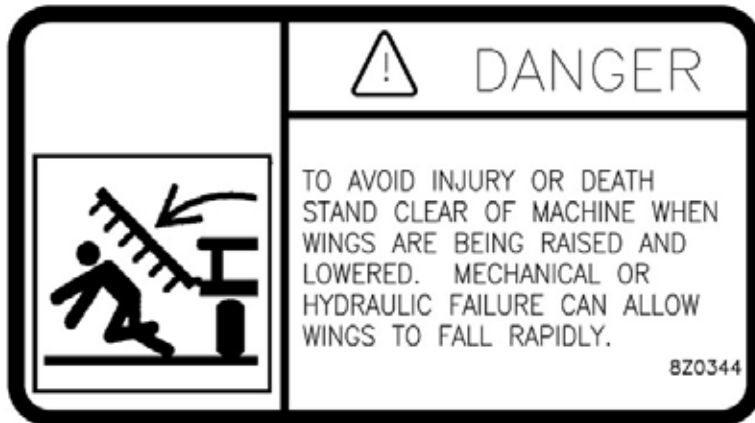 ! DANGER
TO AVOID INJURY OR DEATH
STAND CLEAR OF MACHINE WHEN
WINGS ARE BEING RAISED AND
LOWERED. MECHANICAL OR
HYDRAULIC FAILURE CAN ALLOW
WINGS TO FALL RAPIDLY.
8Z0344